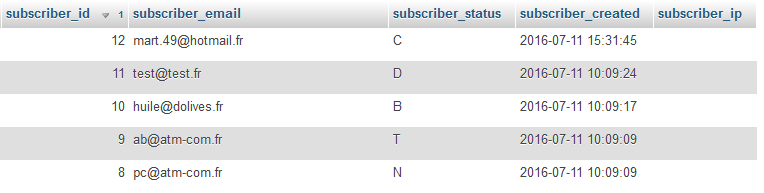 subscriber_id 1 subscriber_email subscriber_status subscriber_created subscriber_ip
12 mart.49@hotmail.fr C 2016-07-11 15:31:45
11 test@test.fr D 2016-07-11 10:09:24
10 huile@dolives.fr B 2016-07-11 10:09:17
9 ab@atm-com.fr T 2016-07-11 10:09:09
8 pc@atm-com.fr N 2016-07-11 10:09:09